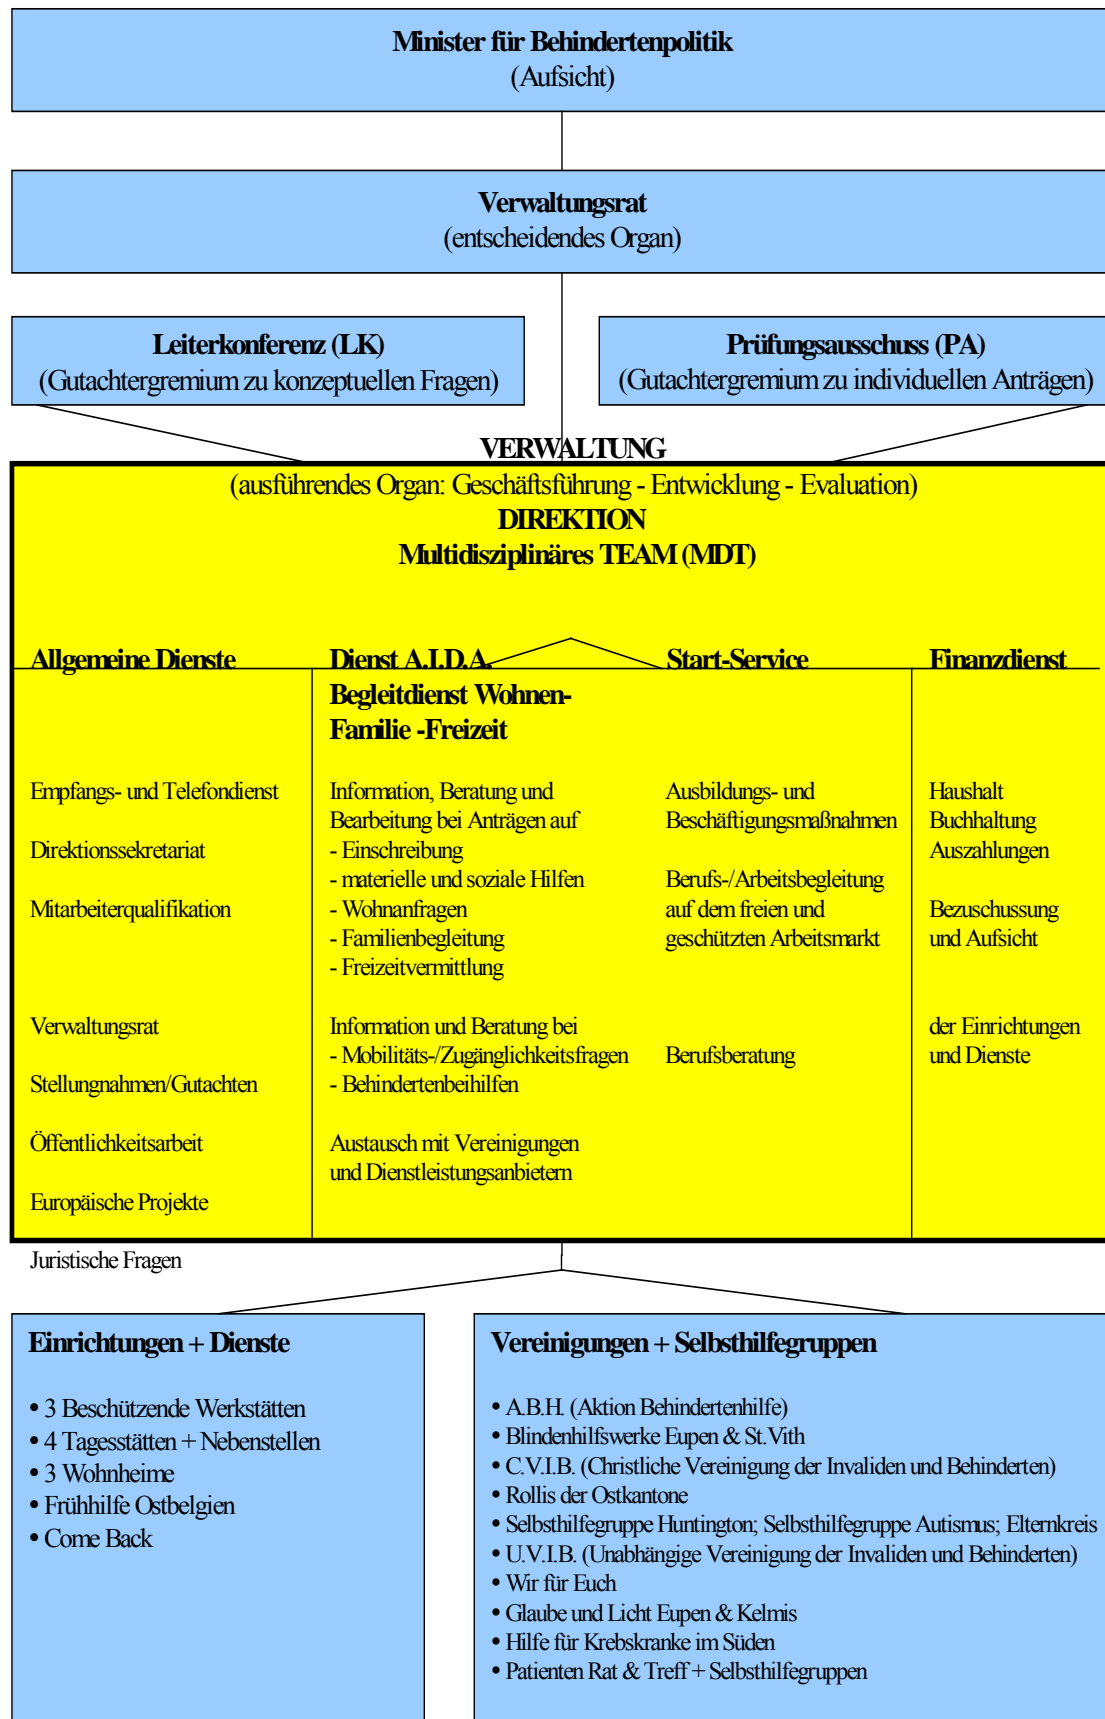 Minister für Behindertenpolitik
(Aufsicht)
Verwaltungsrat
(entscheidendes Organ)
Leiterkonferenz (LK)
(Gutachtergremium zu konzeptuellen Fragen)
Prüfungsausschuss (PA)
(Gutachtergremium zu individuellen Anträgen)
VERWALTUNG
(ausführendes Organ: Geschäftsführung - Entwicklung - Evaluation)
DIREKTION
Multidisziplinäres TEAM (MDT)
Allgemeine Dienste
Empfangs- und Telefondienst
Direktionssekretariat
Mitarbeiterqualifikation
Verwaltungsrat
Stellungnahmen/Gutachten
Öffentlichkeitsarbeit
Europäische Projekte
Juristische Fragen
Dienst A.I.D.A.
Begleitdienst Wohnen-
Familie -Freizeit
Information, Beratung und
Bearbeitung bei Anträgen auf
- Einschreibung
- materielle und soziale Hilfen
- Wohnanfragen
- Familienbegleitung
- Freizeitvermittlung
Information und Beratung bei
- Mobilitäts-/Zugänglichkeitsfragen
- Behindertenbeihilfen
Austausch mit Vereinigungen
und Dienstleistungsanbietern
Start-Service
Ausbildungs- und
Beschäftigungsmaßnahmen
Berufs-/Arbeitsbegleitung
auf dem freien und
geschützten Arbeitsmarkt
Berufsberatung
Finanzdienst
Haushalt
Buchhaltung
Auszahlungen
Bezuschussung
und Aufsicht
der Einrichtungen
und Dienste
Einrichtungen + Dienste
• 3 Beschützende Werkstätten
• 4 Tagesstätten + Nebenstellen
• 3 Wohnheime
• Frühhilfe Ostbelgien
• Come Back
Vereinigungen + Selbsthilfegruppen
• A.B.H. (Aktion Behindertenhilfe)
• Blindenhilfswerke Eupen & St.Vith
• C.V.I.B. (Christliche Vereinigung der Invaliden und Behinderten)
• Rollis der Ostkantone
• Selbsthilfegruppe Huntington; Selbsthilfegruppe Autismus; Elternkreis
• U.V.I.B. (Unabhängige Vereinigung der Invaliden und Behinderten)
• Wir für Euch
• Glaube und Licht Eupen & Kelmis
• Hilfe für Krebskranke im Süden
• Patienten Rat & Treff + Selbsthilfegruppen